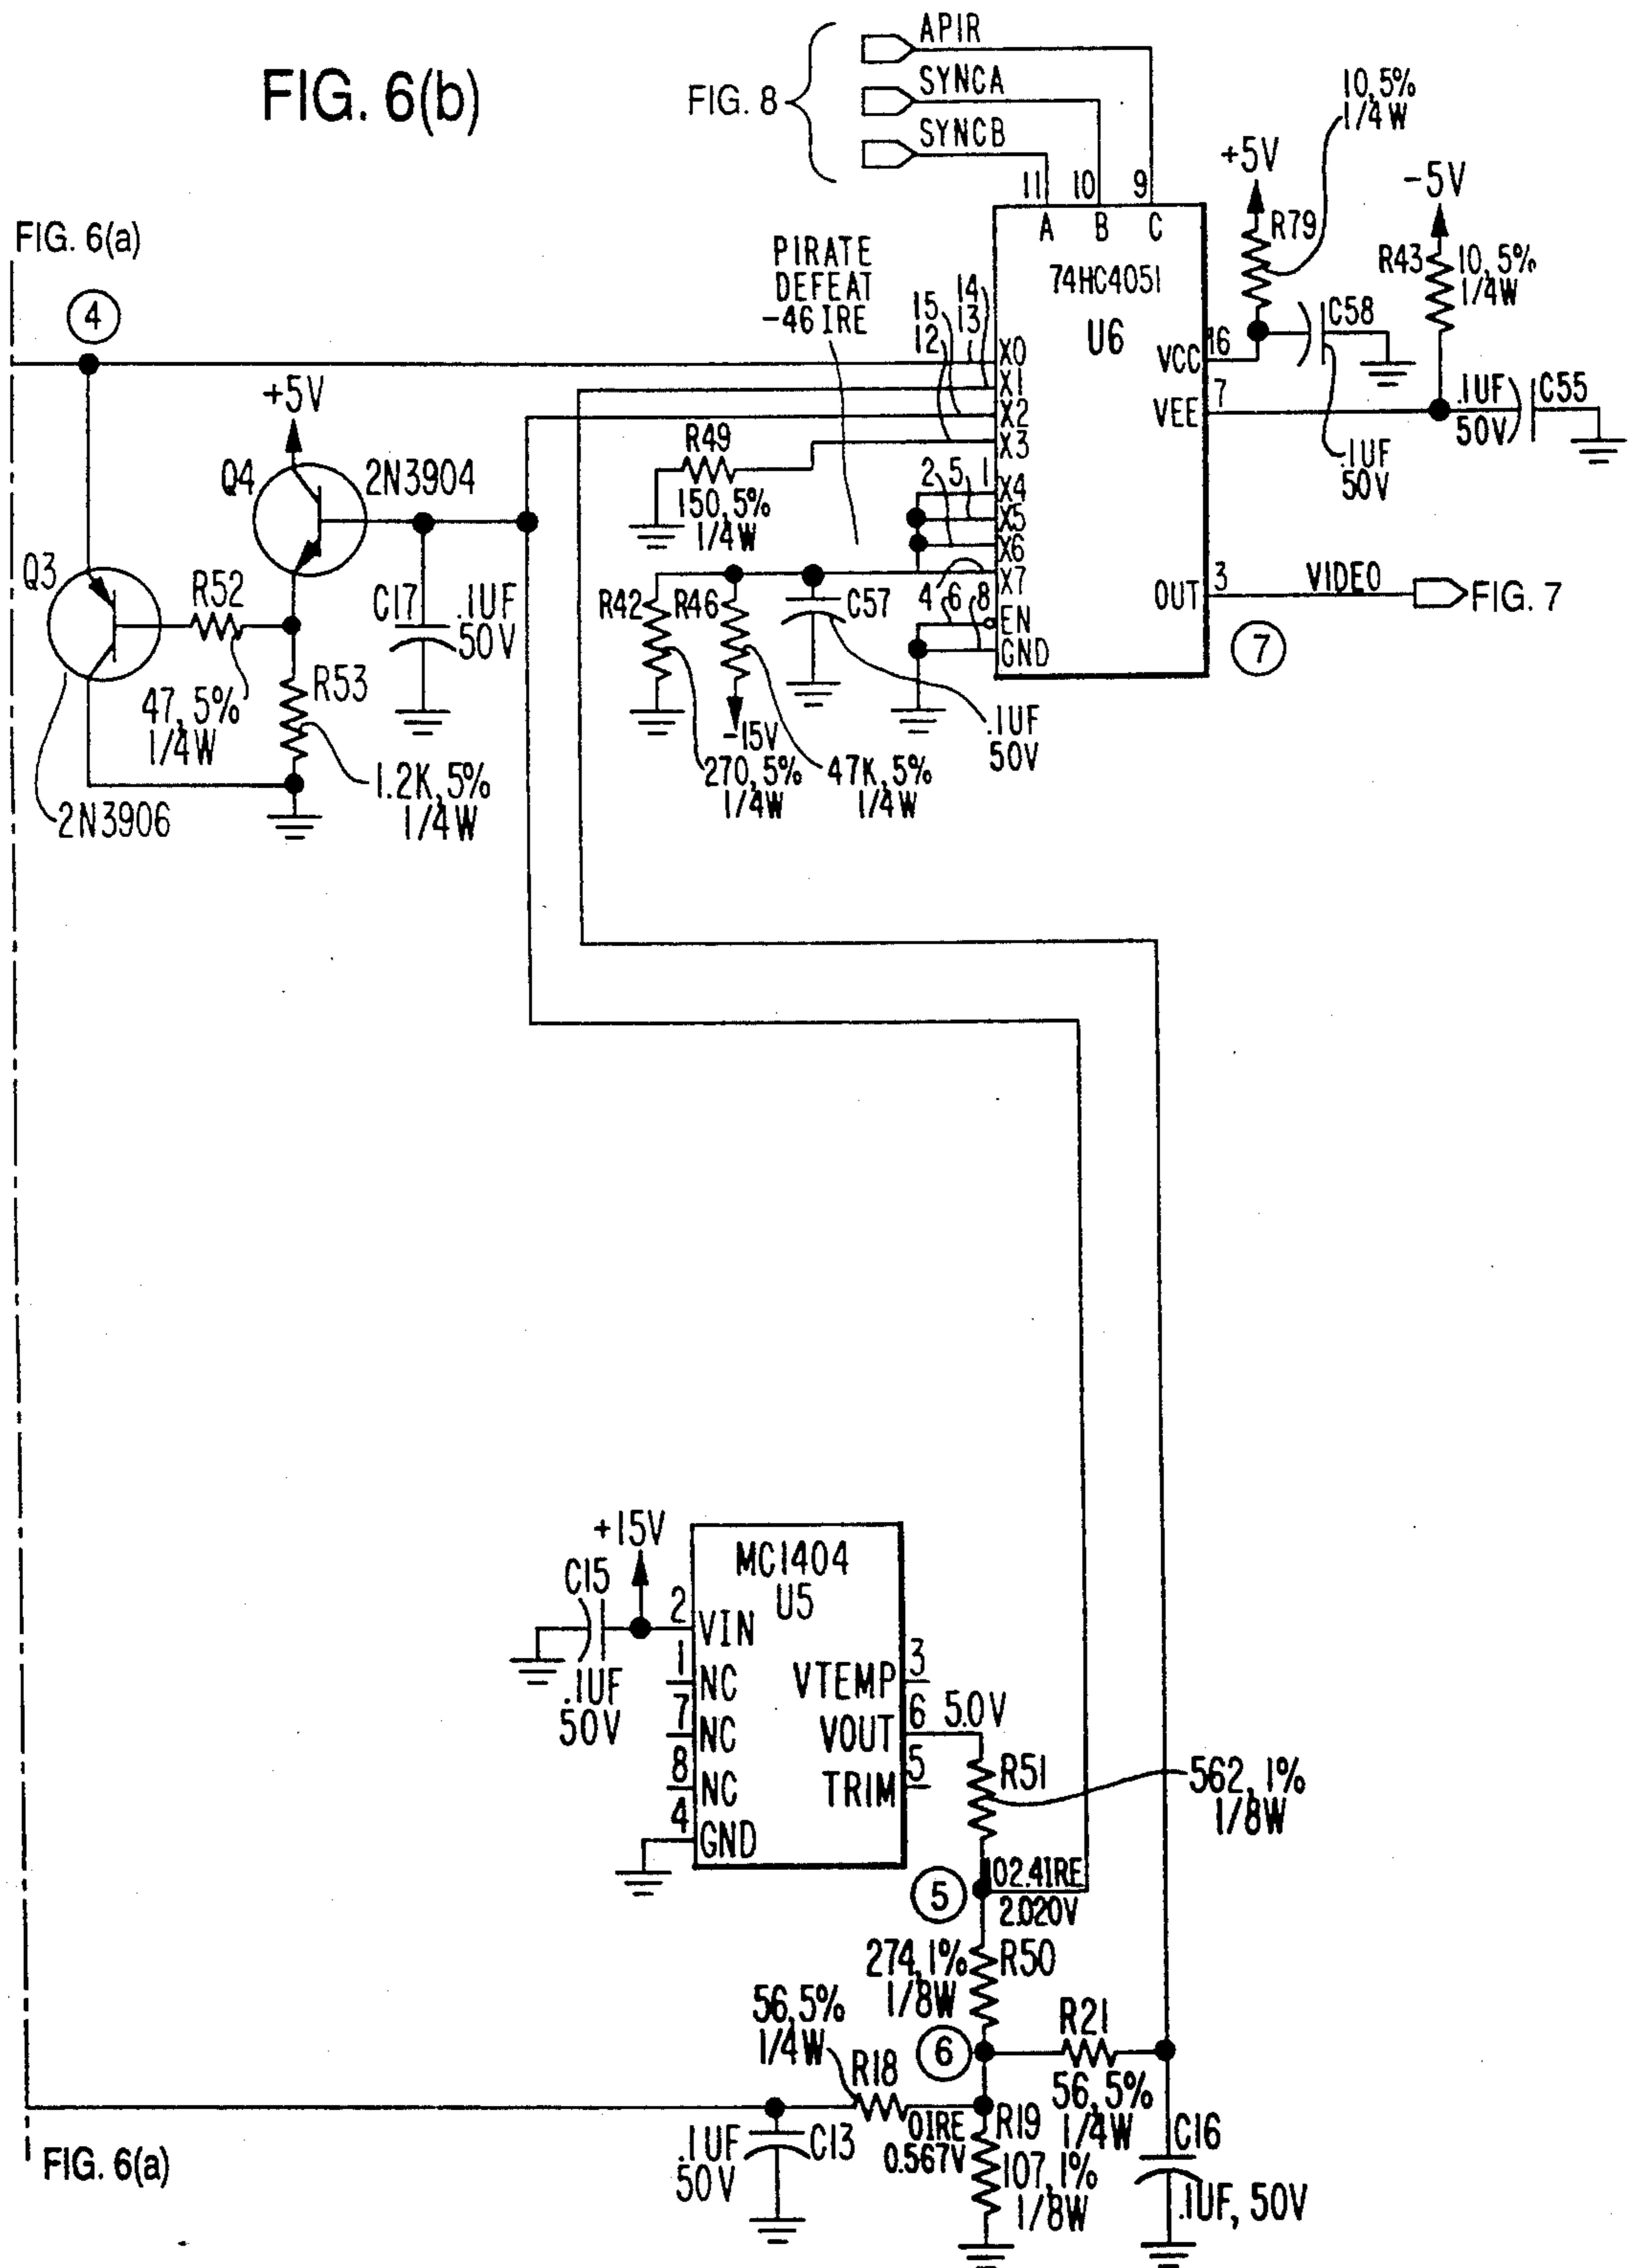 FIG. 6(b)
FIG. 8
APIR
SYNCA
SYNCB
11
10
9
A
B
C
74HC4051
U6
+5V
R79
10, 5%
1/4W
-5V
R43
10, 5%
1/4W
C58
.1UF
50V
.1UF
50V
C55
VCC
16
VEE
7
OUT
3
VIDEO
FIG. 7
7
FIG. 6(a)
4
PIRATE
DEFEAT
-46 IRE
14
13
15
12
X0
X1
X2
X3
X4
X5
X6
X7
EN
GND
2
5
1
4
6
8
R49
150, 5%
1/4W
+5V
Q4
2N3904
Q3
R52
47, 5%
1/4W
R53
1.2K, 5%
1/4W
2N3906
C17
.1UF
50V
R42
R46
C57
-15V
270, 5%
1/4W
47K, 5%
1/4W
.1UF
50V
+15V
C15
.1UF
50V
MC1404
U5
2
VIN
1
NC
7
NC
8
NC
4
GND
VTEMP
3
VOUT
6
5.0V
TRIM
5
R51
562, 1%
1/8W
5
102.4IRE
2.020V
274, 1%
1/8W
R50
6
R21
56, 5%
1/4W
56, 5%
1/4W
R18
0IRE
0.567V
R19
107, 1%
1/8W
C16
.1UF, 50V
.1UF
50V
C13
FIG. 6(a)